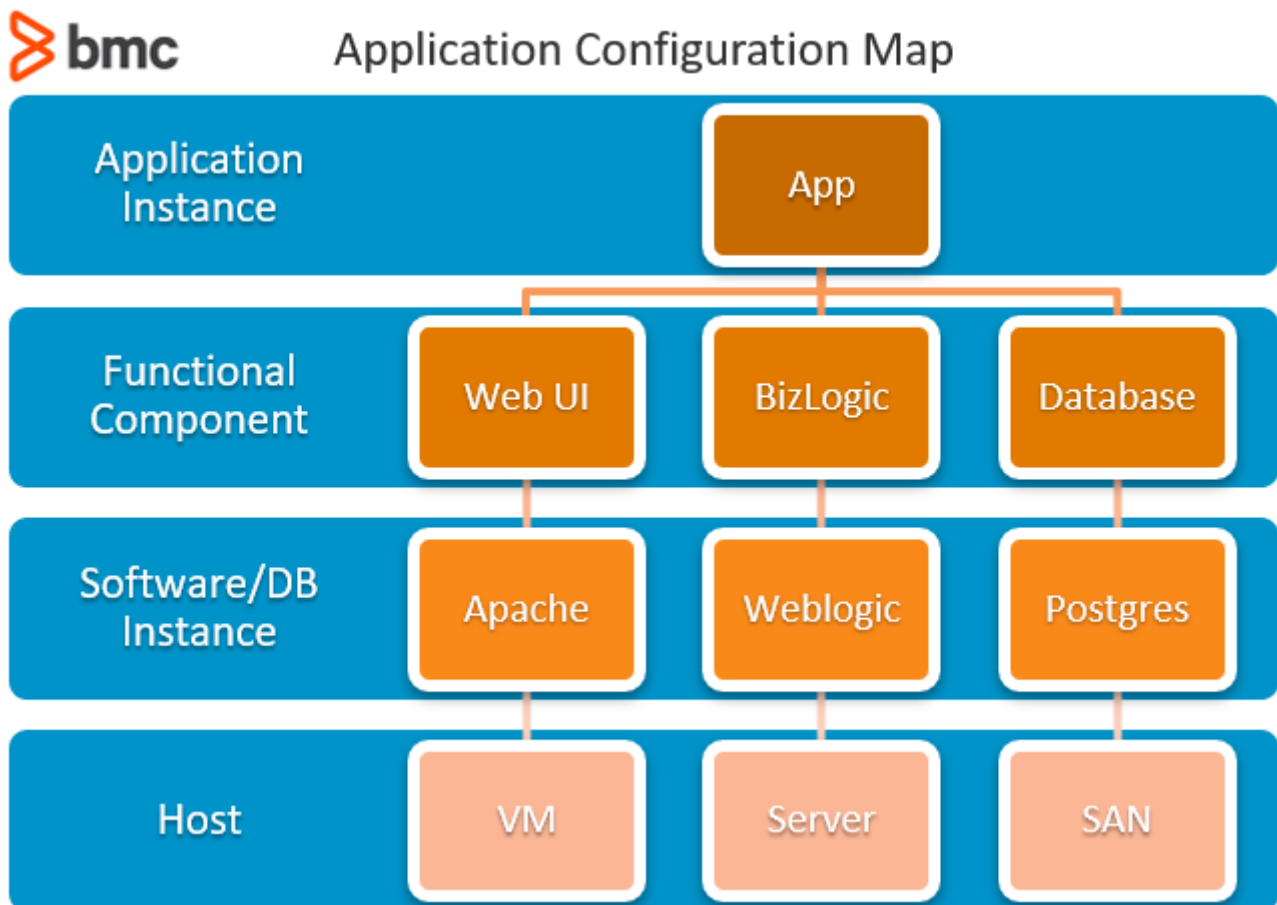 bmc
Application Configuration Map
Application
Instance
App
Functional
Component
Web UI
BizLogic
Database
Software/DB
Instance
Apache
Weblogic
Postgres
Host
VM
Server
SAN